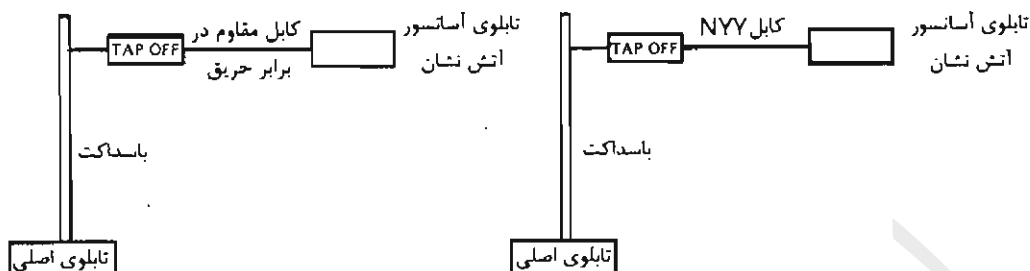 تابلوی آسانسور
آتش نشان
کابل NYY
TAP OFF
باسداکت
تابلوی اصلی
تابلوی آساتسور
آتش نشان
کابل مقاوم در
برابر حریق
TAP OFF
باسداکت
تابلوی اصلی